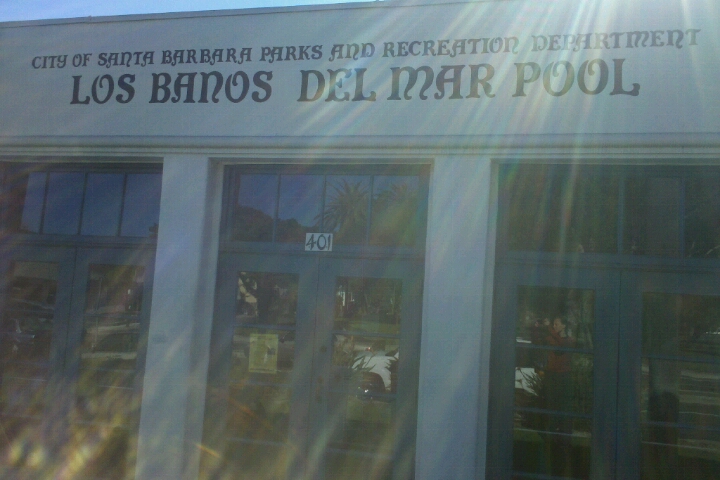 CITY OF SANTA BARBARA PARKS AND RECREATION DEPARTMENT
LOS BANOS DEL MAR POOL
401